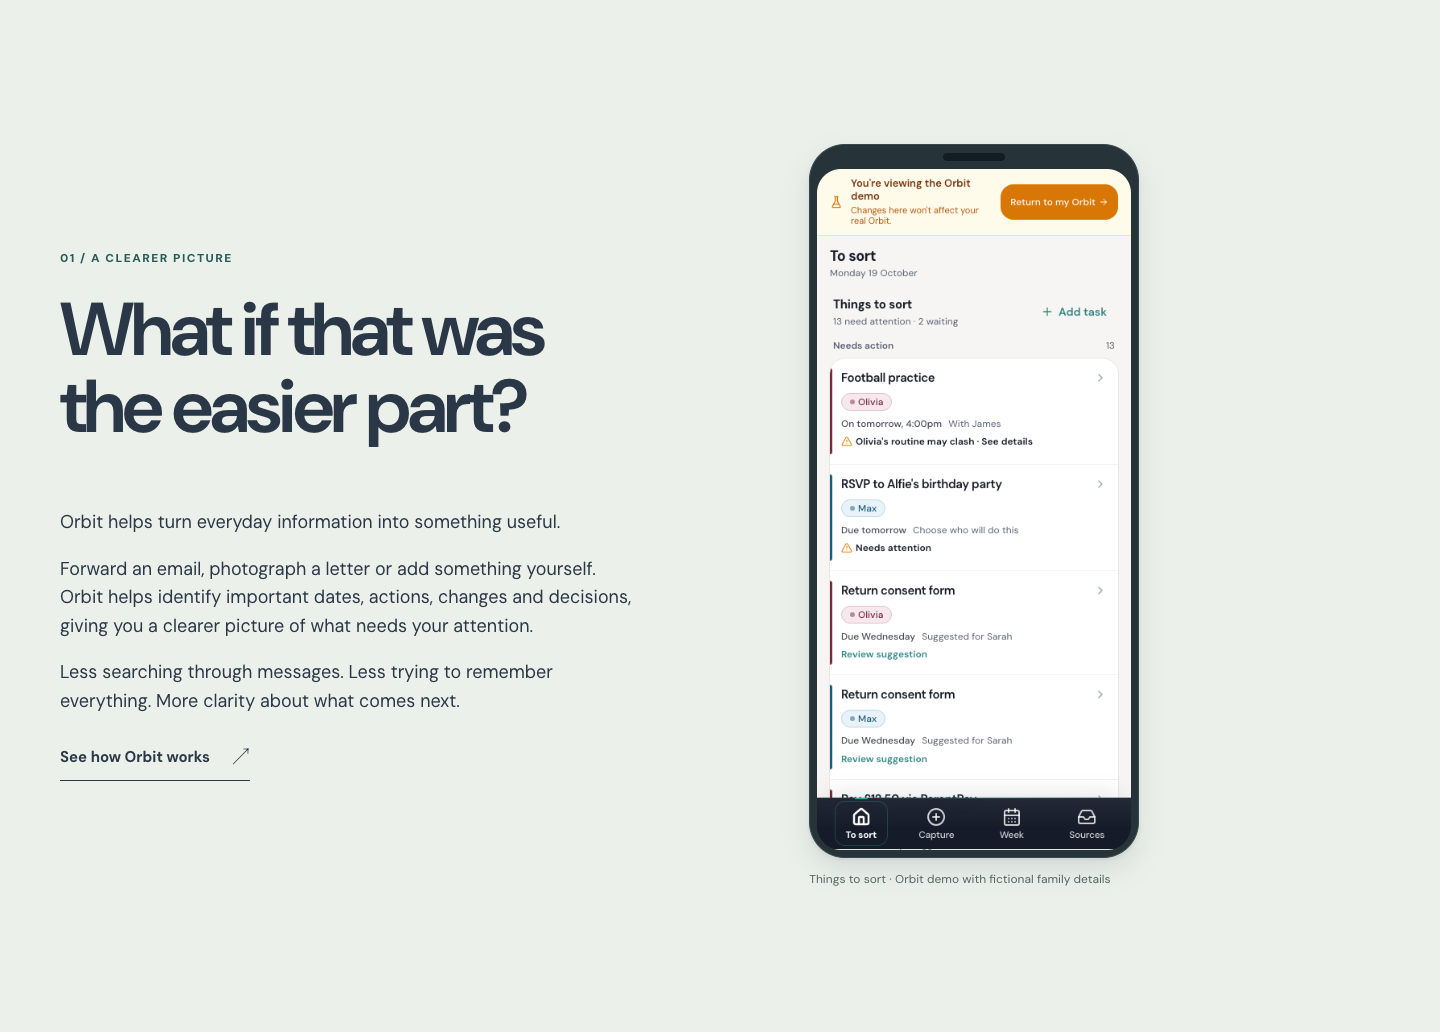 01 / A CLEARER PICTURE
What if that was
the easier part?
Orbit helps turn everyday information into something useful.
Forward an email, photograph a letter or add something yourself.
Orbit helps identify important dates, actions, changes and decisions,
giving you a clearer picture of what needs your attention.
Less searching through messages. Less trying to remember
everything. More clarity about what comes next.
See how Orbit works
You're viewing the Orbit
demo
Changes here won't affect your
real Orbit.
Return to my Orbit →
To sort
Monday 19 October
Things to sort
13 need attention · 2 waiting
+ Add task
Needs action 13
Football practice
Olivia
On tomorrow, 4:00pm With James
Olivia's routine may clash · See details
RSVP to Alfie's birthday party
Max
Due tomorrow Choose who will do this
Needs attention
Return consent form
Olivia
Due Wednesday Suggested for Sarah
Review suggestion
Return consent form
Max
Due Wednesday Suggested for Sarah
Review suggestion
To sort Capture Week Sources
Things to sort · Orbit demo with fictional family details